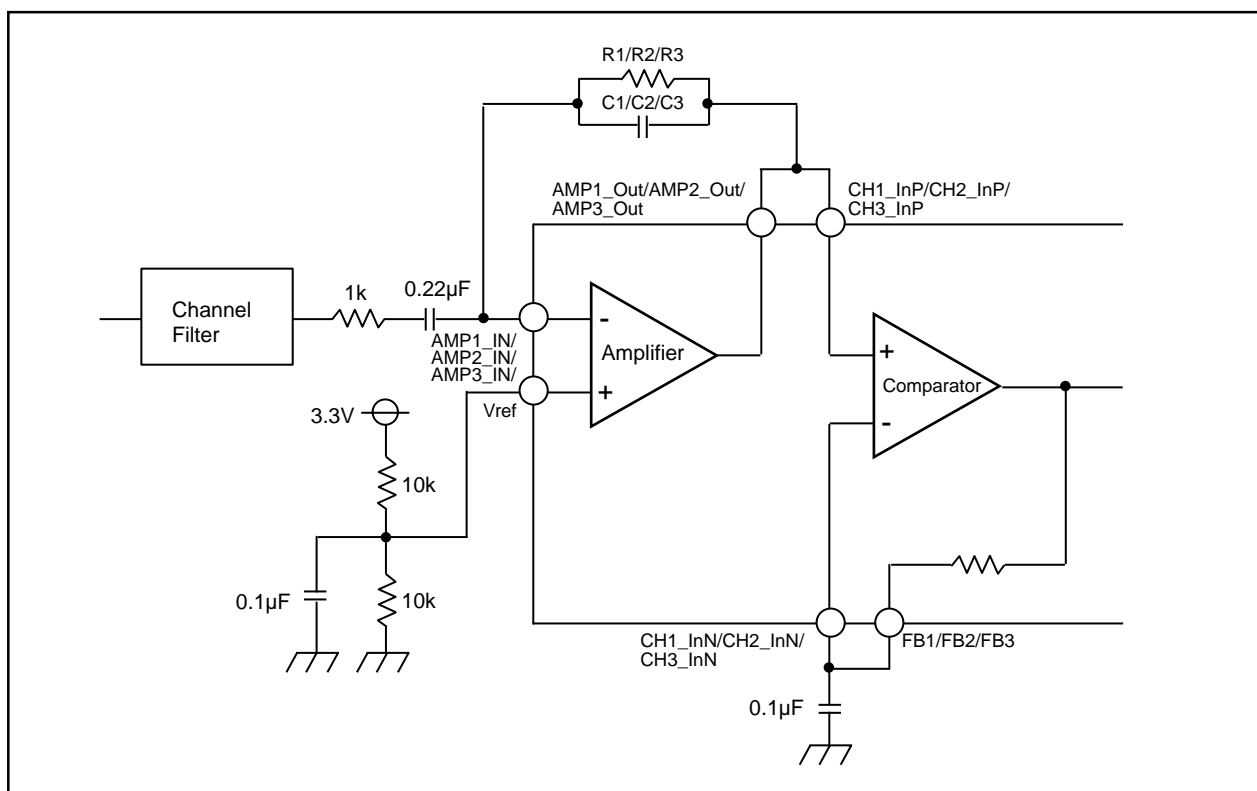 R1/R2/R3
C1/C2/C3
AMP1_Out/AMP2_Out/
AMP3_Out
CH1_InP/CH2_InP/
CH3_InP
Channel
Filter
1k
0.22µF
-
Amplifier
+
AMP1_IN/
AMP2_IN/
AMP3_IN/
Vref
+
Comparator
-
3.3V
10k
10k
0.1µF
CH1_InN/CH2_InN/
CH3_InN
FB1/FB2/FB3
0.1µF